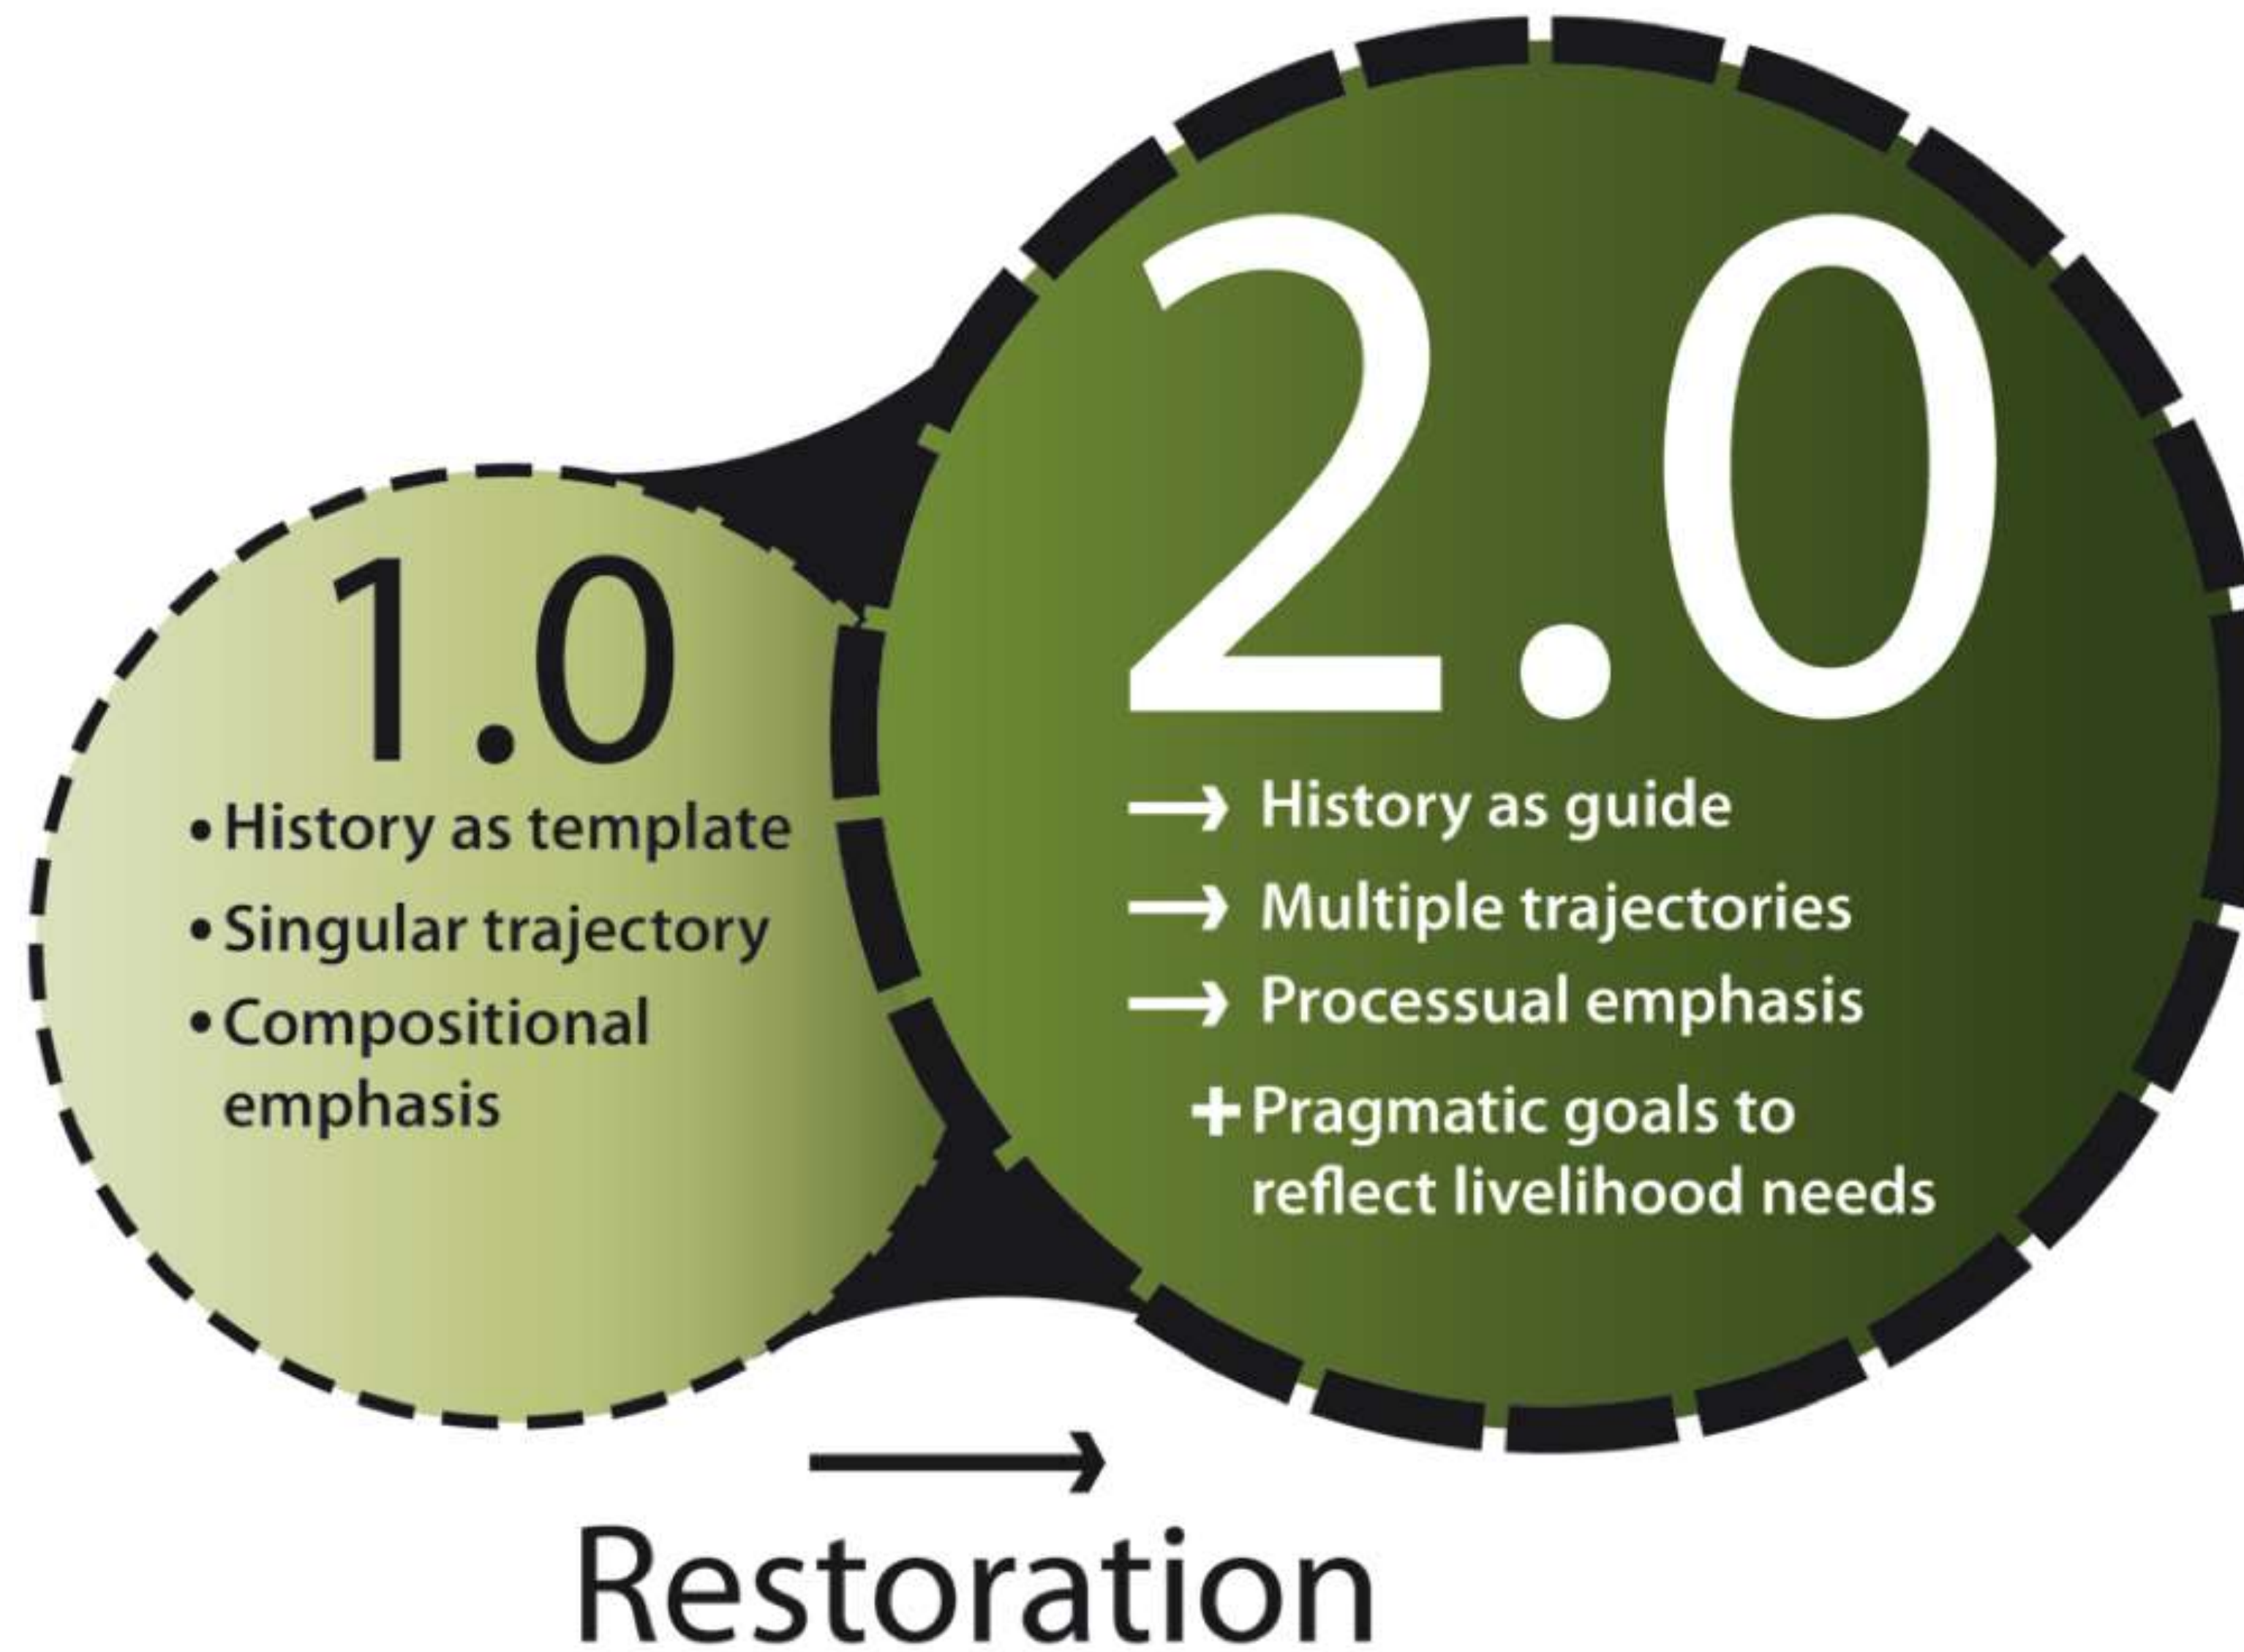 1.0
• History as template
• Singular trajectory
• Compositional
emphasis
2.0
→ History as guide
→ Multiple trajectories
→ Processual emphasis
+ Pragmatic goals to
reflect livelihood needs
→
Restoration